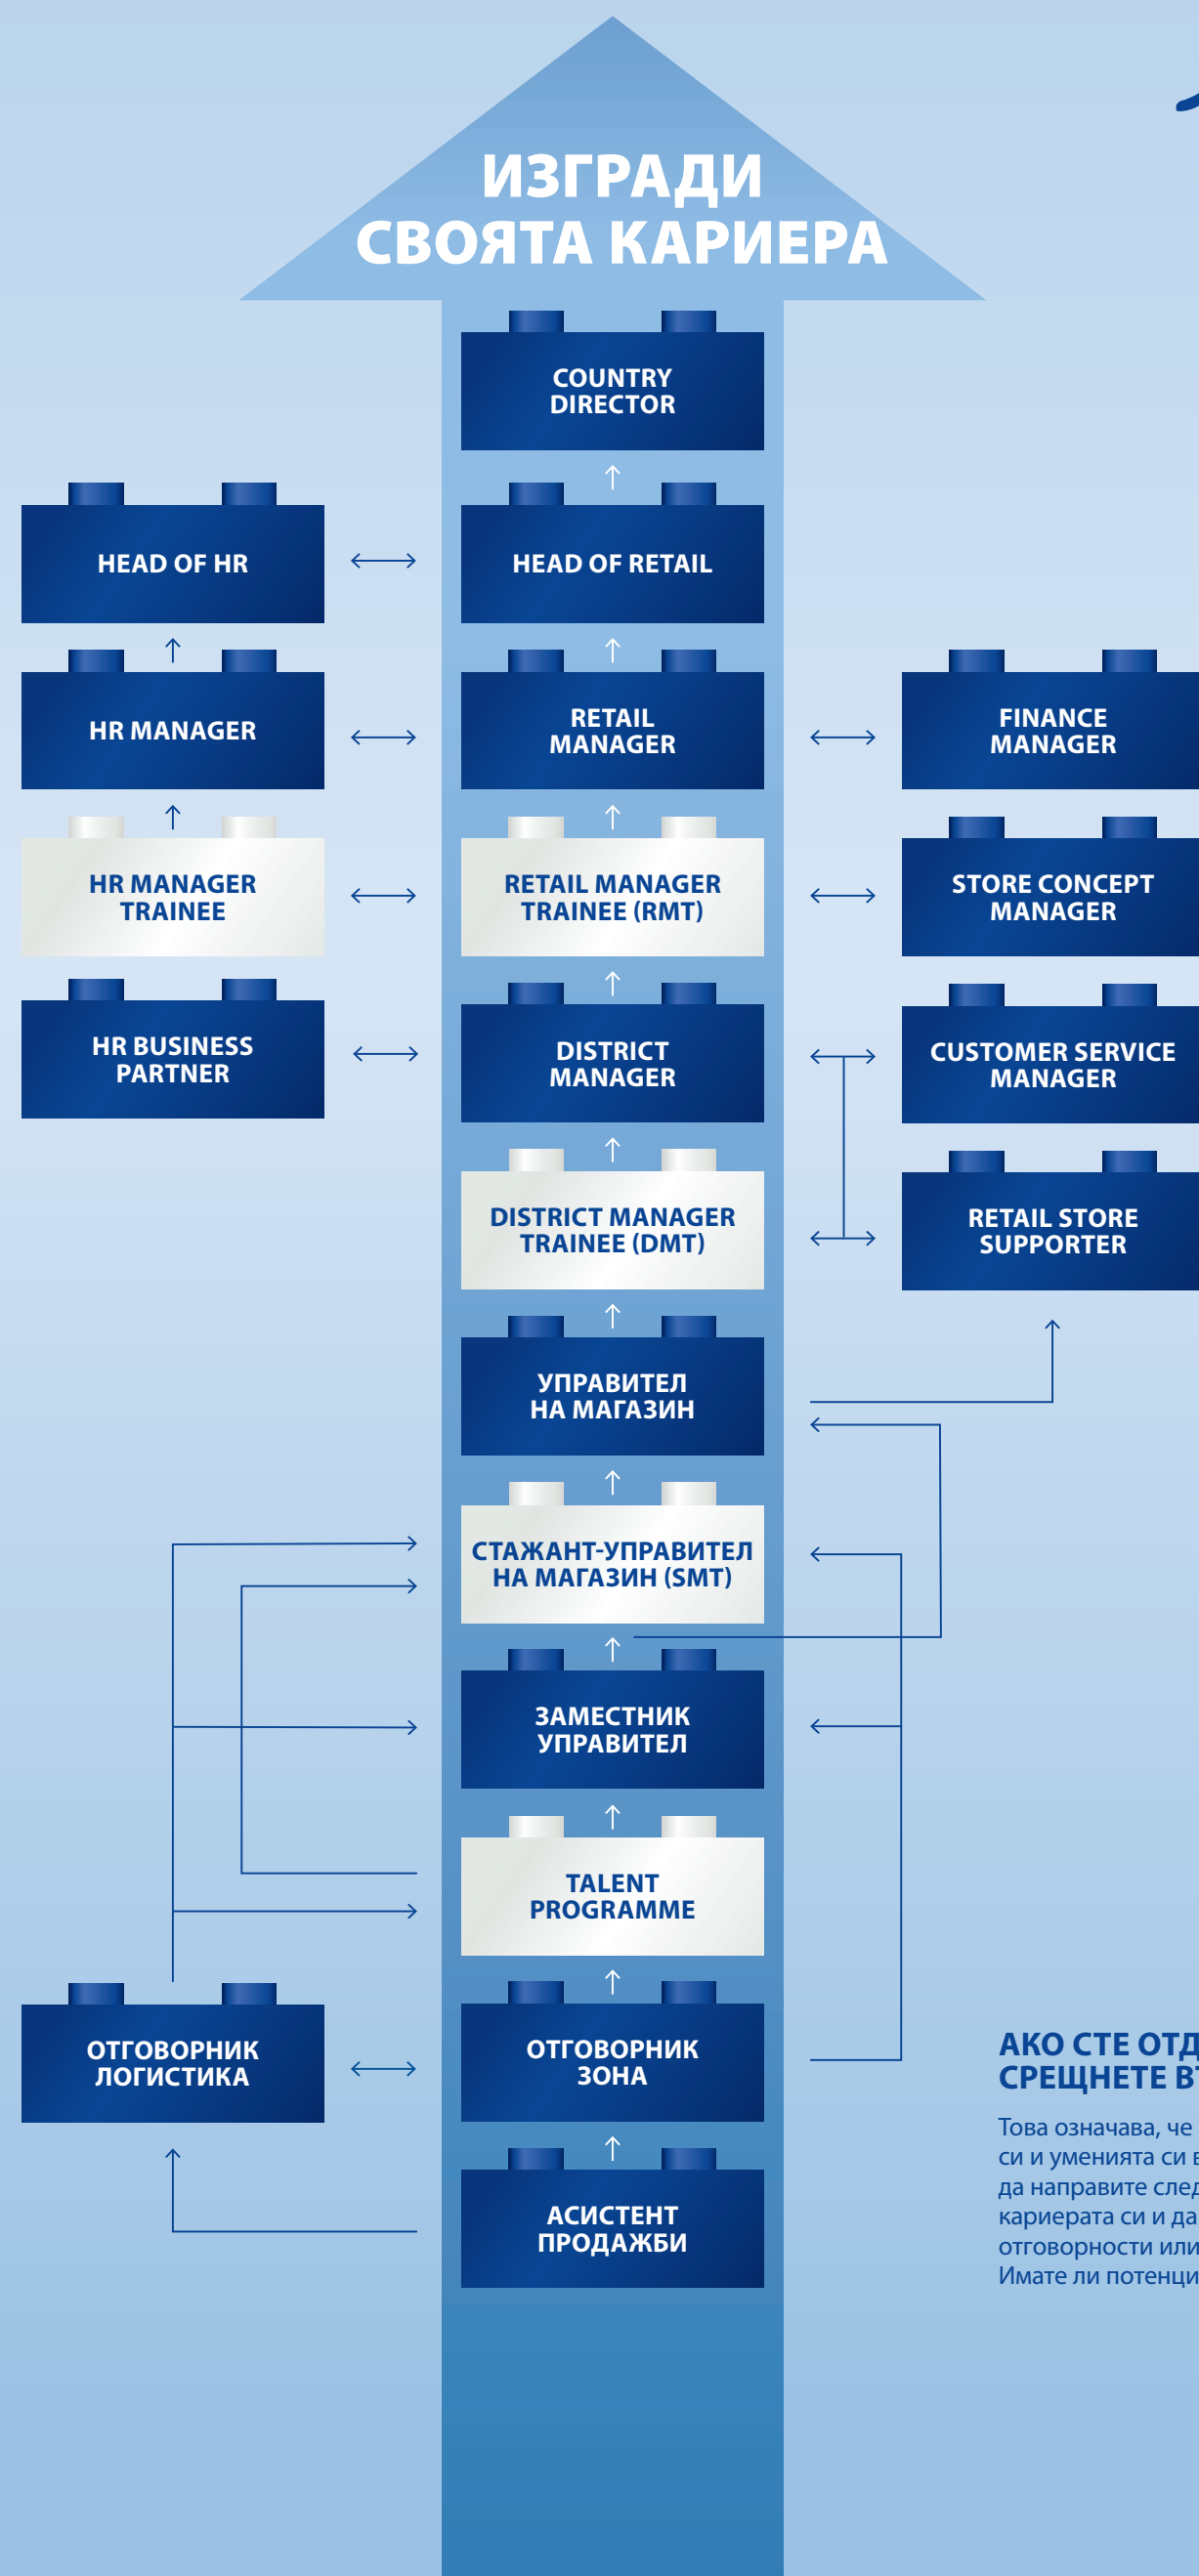 ИЗГРАДИ
СВОЯТА КАРИЕРА
COUNTRY
DIRECTOR
HEAD OF HR
HEAD OF RETAIL
HR MANAGER
RETAIL
MANAGER
FINANCE
MANAGER
HR MANAGER
TRAINEE
RETAIL MANAGER
TRAINEE (RMT)
STORE CONCEPT
MANAGER
HR BUSINESS
PARTNER
DISTRICT
MANAGER
CUSTOMER SERVICE
MANAGER
DISTRICT MANAGER
TRAINEE (DMT)
RETAIL STORE
SUPPORTER
УПРАВИТЕЛ
НА МАГАЗИН
СТАЖАНТ-УПРАВИТЕЛ
НА МАГАЗИН (SMT)
ЗАМЕСТНИК
УПРАВИТЕЛ
TALENT
PROGRAMME
ОТГОВОРНИК
ЛОГИСТИКА
ОТГОВОРНИК
ЗОНА
АСИСТЕНТ
ПРОДАЖБИ
АКО СТЕ
СРЕЩНЕТЕ
Това означава, че
си и уменията си
да направите
кариерата си и да
отговорности или
Имате ли